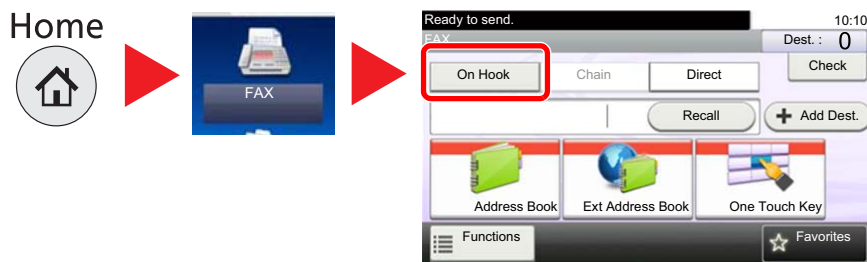 Home
FAX
Ready to send.
10:10
FAX
Dest. : 0
On Hook
Chain
Direct
Check
Recall
Add Dest.
Address Book
Ext Address Book
One Touch Key
Functions
Favorites